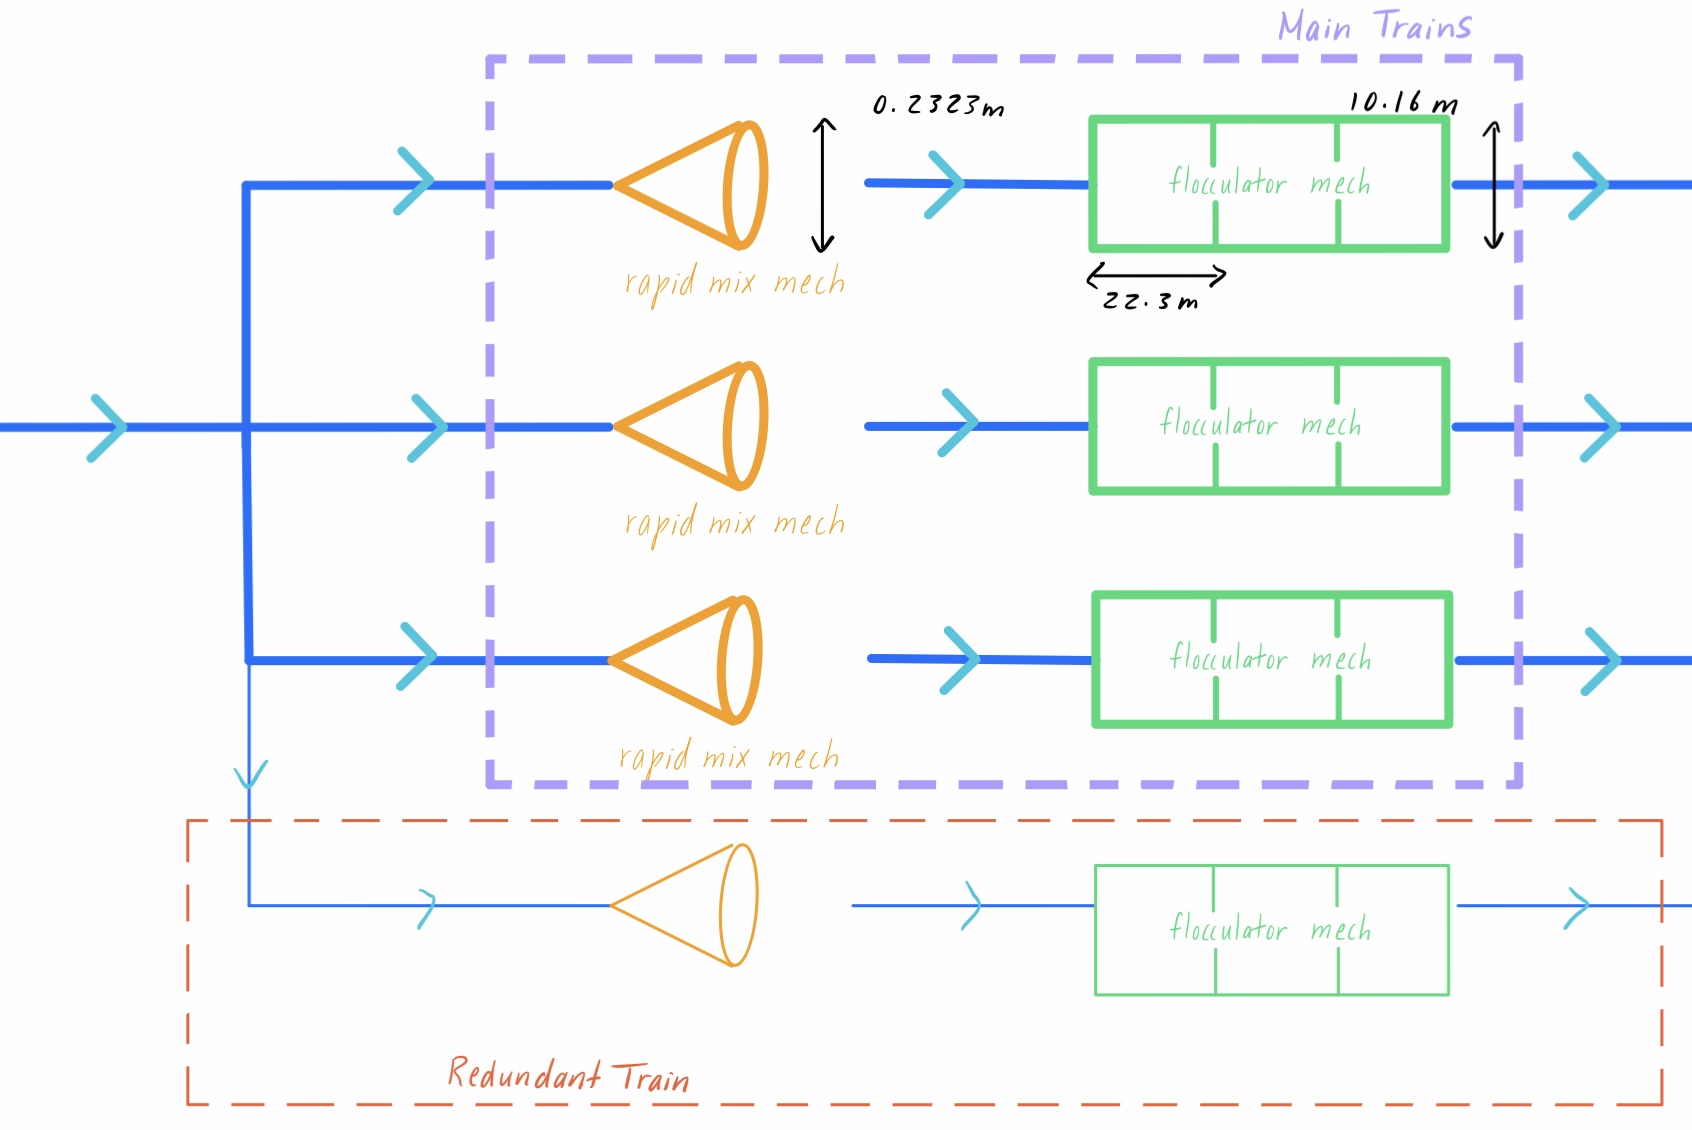 Main Trains
0.2323m
10.16 m
flocculator mech
rapid mix mech
22.3m
flocculator mech
rapid mix mech
flocculator mech
rapid mix mech
flocculator mech
Redundant Train